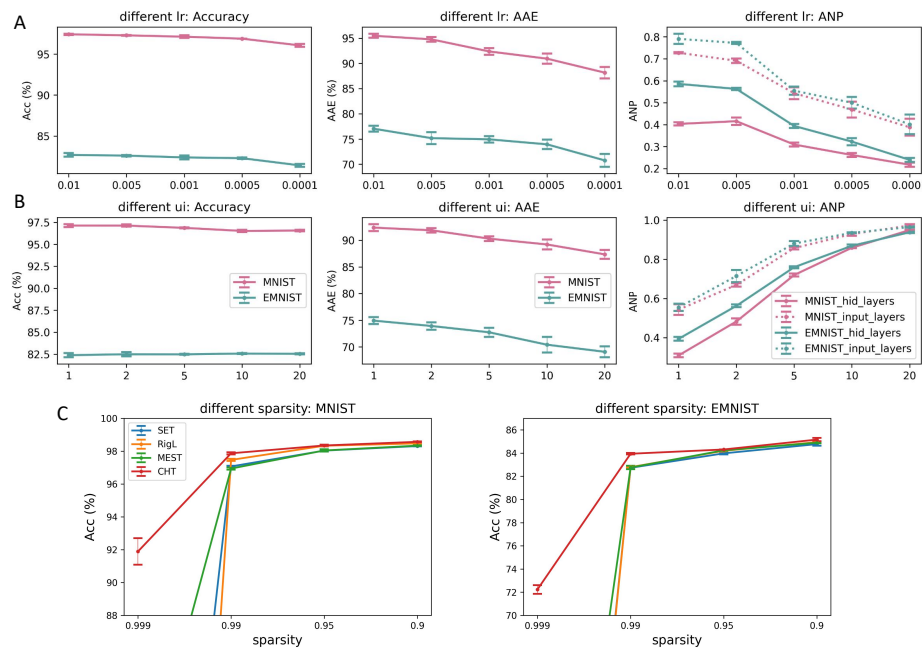 A
different lr: Accuracy
Acc (%)
95
90
85
0.01 0.005 0.001 0.0005 0.0001
different lr: AAE
AAE (%)
95
90
85
80
75
70
0.01 0.005 0.001 0.0005 0.0001
different lr: ANP
ANP
0.8
0.7
0.6
0.5
0.4
0.3
0.2
0.01 0.005 0.001 0.0005 0.000
B
different ui: Accuracy
Acc (%)
97.5
95.0
92.5
90.0
87.5
85.0
82.5
1 2 5 10 20
MNIST
EMNIST
different ui: AAE
AAE (%)
90
85
80
75
70
1 2 5 10 20
MNIST
EMNIST
different ui: ANP
ANP
1.0
0.8
0.6
0.4
1 2 5 10 20
MNIST_hid_layers
MNIST_input_layers
EMNIST_hid_layers
EMNIST_input_layers
C
different sparsity: MNIST
Acc (%)
100
98
96
94
92
90
88
0.999 0.99 0.95 0.9
sparsity
SET
RigL
MEST
CHT
different sparsity: EMNIST
Acc (%)
86
84
82
80
78
76
74
72
70
0.999 0.99 0.95 0.9
sparsity